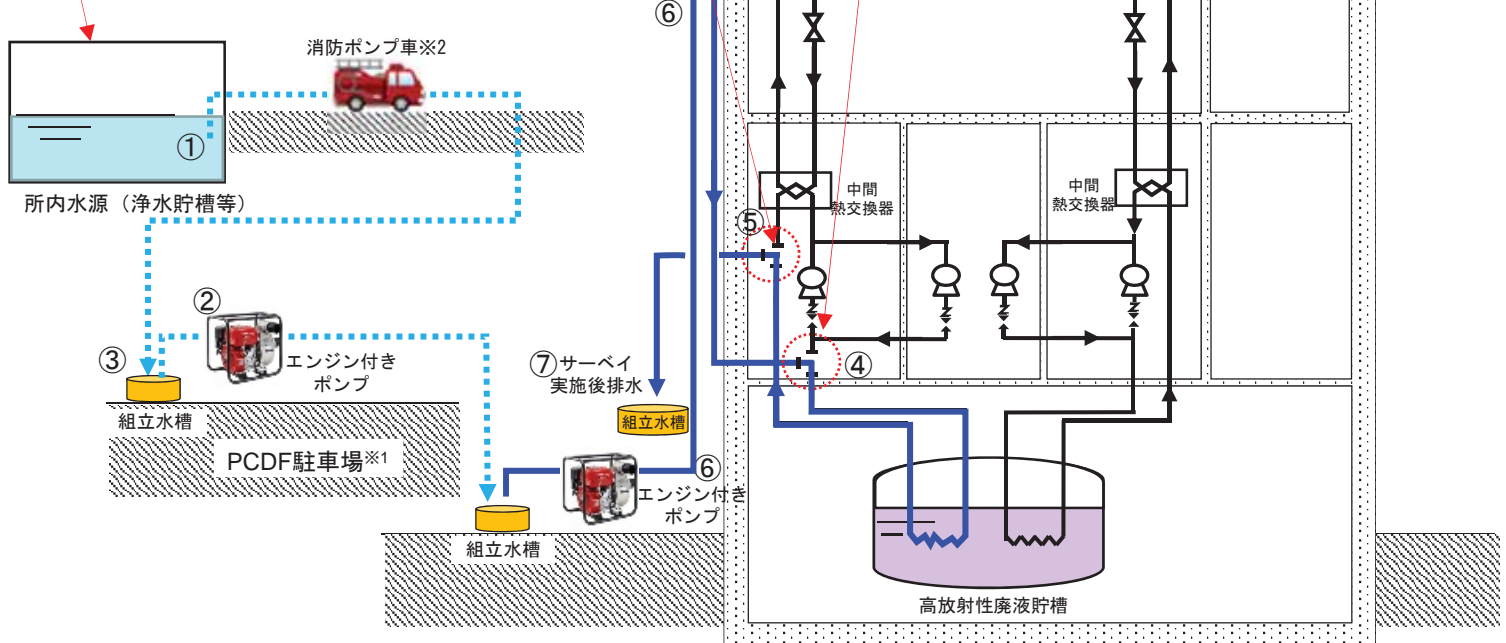 ⑥
消防ポンプ車※2
①
所内水源（浄水貯槽等）
中間
熱交換器
中間
熱交換器
⑤
②
エンジン付き
ポンプ
③
組立水槽
PCDF駐車場※1
⑦サーベイ
実施後排水
組立水槽
④
⑥
エンジン付き
ポンプ
組立水槽
高放射性廃液貯槽